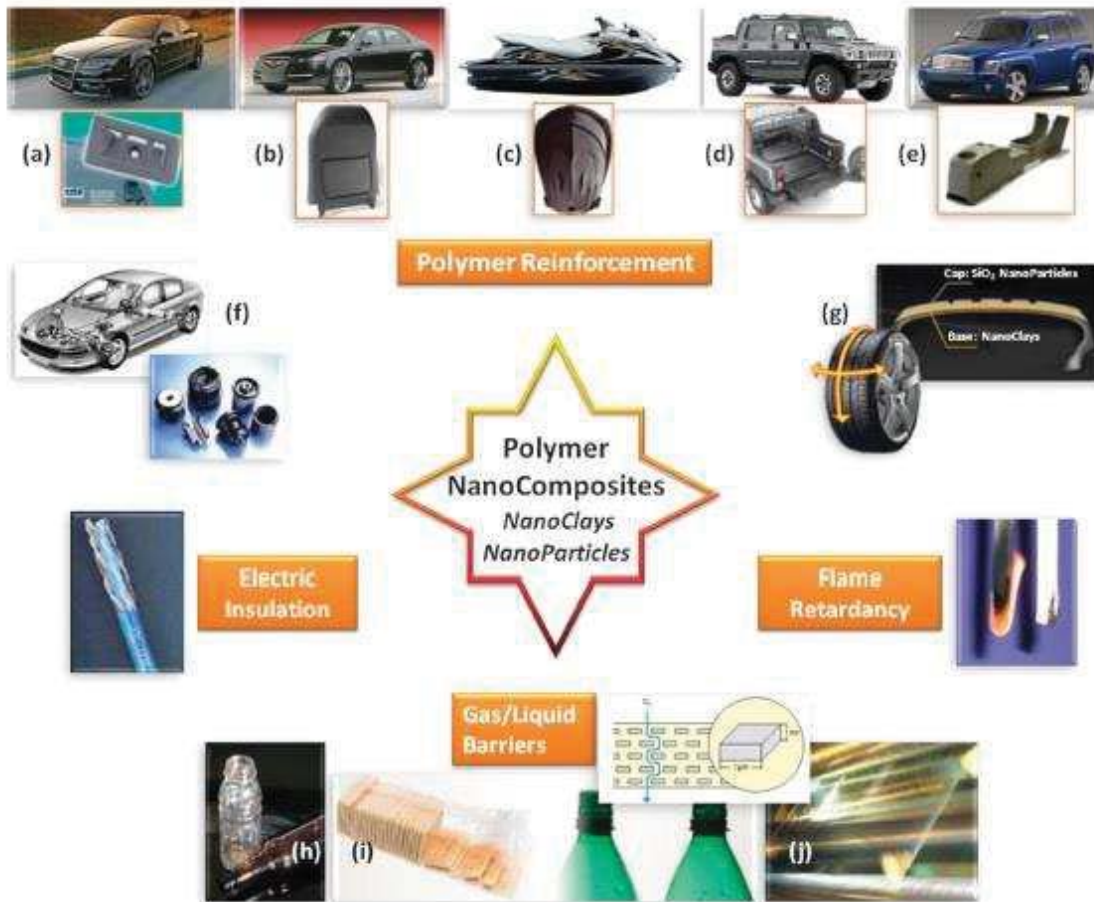 (a)
(b)
(c)
(d)
(e)
Polymer Reinforcement
(f)
(g)
Cap: SiO₂ NanoParticles
Base: NanoClays
Polymer
NanoComposites
NanoClays
NanoParticles
Electric
Insulation
Flame
Retardancy
Gas/Liquid
Barriers
(h)
(i)
(j)